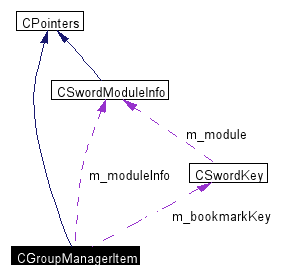 CPointers
CSwordModuleInfo
m_module
m_moduleInfo
CSwordKey
m_bookmarkKey
CGroupManagerItem